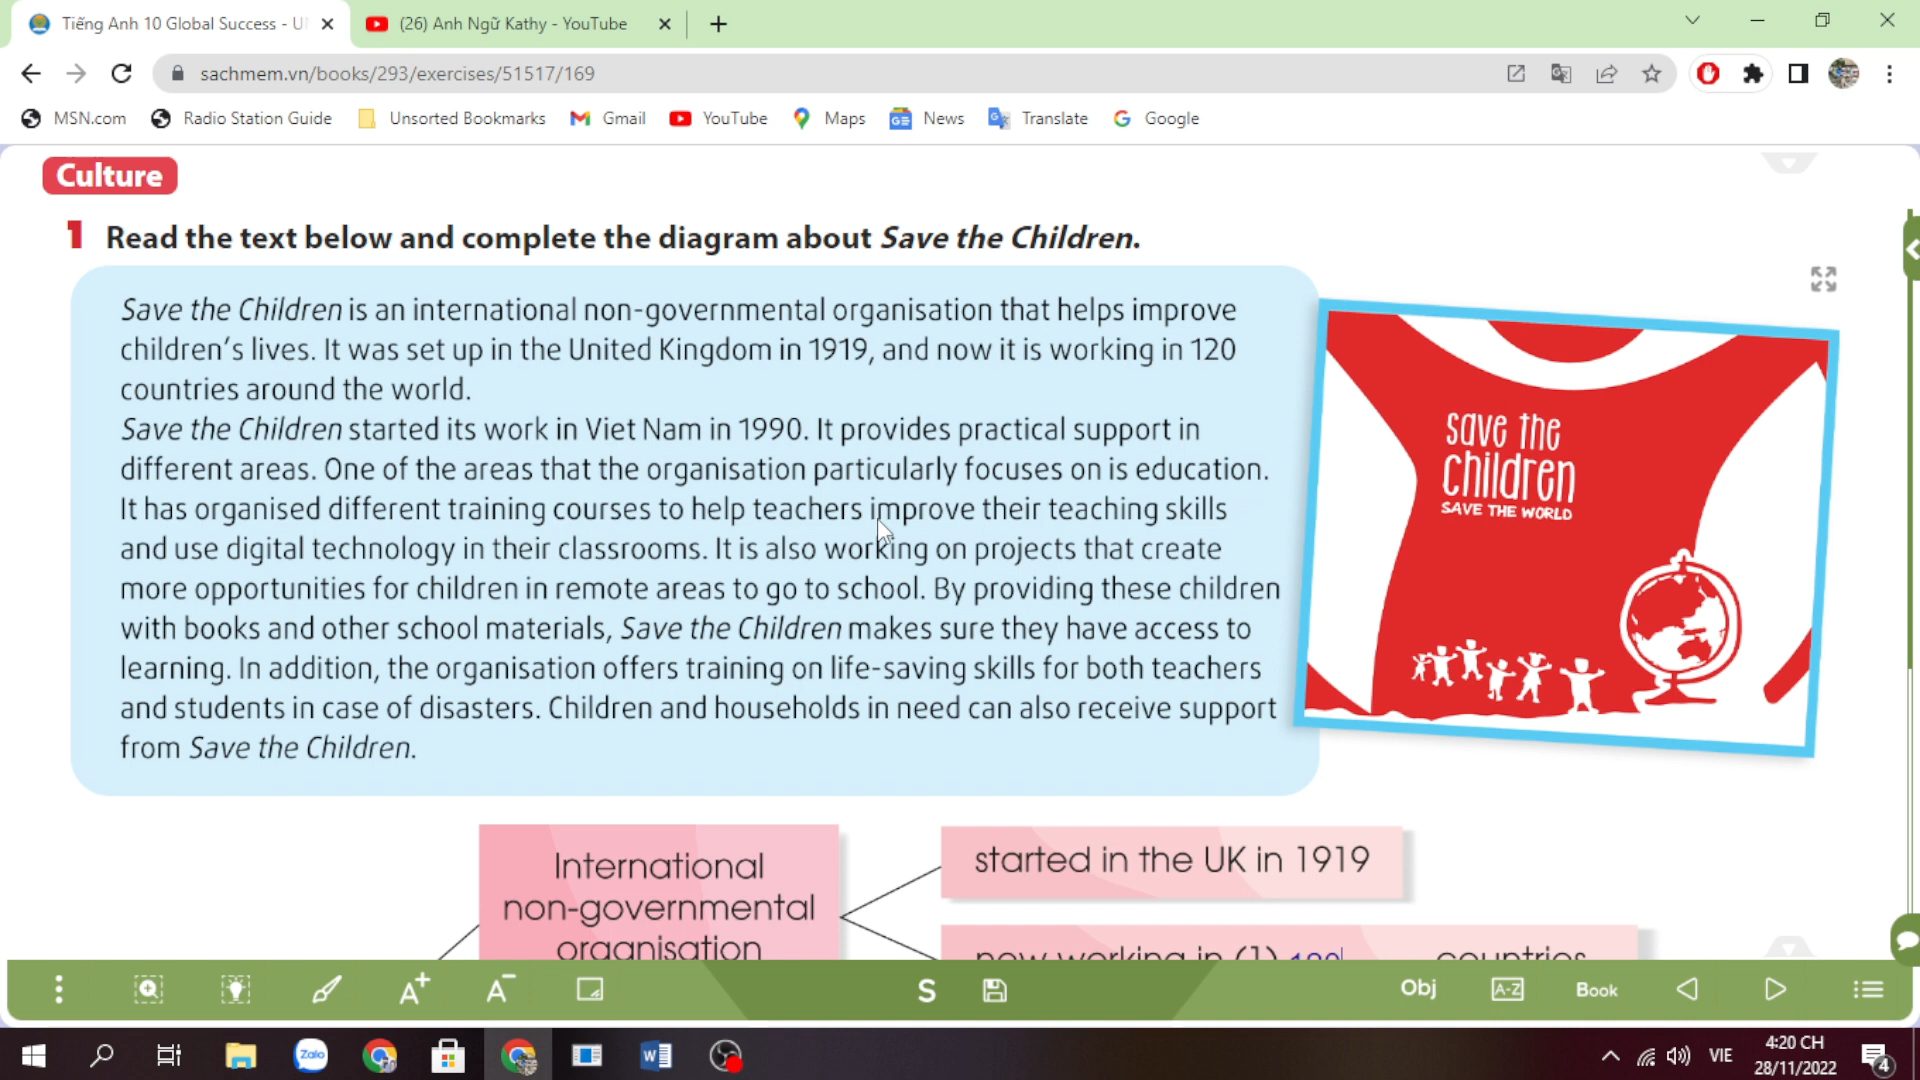 Tiếng Anh 10 Global Success - U
(26) Anh Ngữ Kathy - YouTube
sachmem.vn/books/293/exercises/51517/169
MSN.com
Radio Station Guide
Unsorted Bookmarks
Gmail
YouTube
Maps
News
Translate
Google
Culture
1 Read the text below and complete the diagram about Save the Children.
Save the Children is an international non-governmental organisation that helps improve
children's lives. It was set up in the United Kingdom in 1919, and now it is working in 120
countries around the world.
Save the Children started its work in Viet Nam in 1990. It provides practical support in
different areas. One of the areas that the organisation particularly focuses on is education.
It has organised different training courses to help teachers improve their teaching skills
and use digital technology in their classrooms. It is also working on projects that create
more opportunities for children in remote areas to go to school. By providing these children
with books and other school materials, Save the Children makes sure they have access to
learning. In addition, the organisation offers training on life-saving skills for both teachers
and students in case of disasters. Children and households in need can also receive support
from Save the Children.
save the
children
SAVE THE WORLD
International
non-governmental
organisation
started in the UK in 1919
now working in (1) 120 countries
A+
A-
S
Obj
A-Z
Book
Zalo
W
VIE
4:20 CH
28/11/2022
4